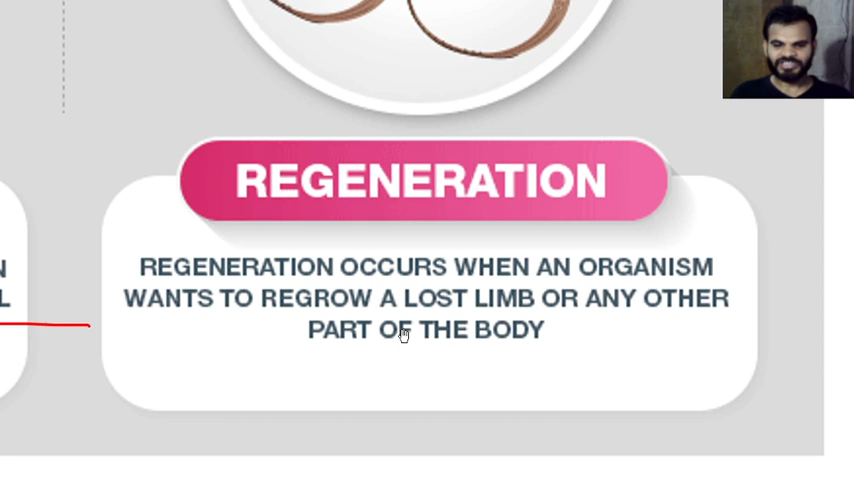 REGENERATION
REGENERATION OCCURS WHEN AN ORGANISM
WANTS TO REGROW A LOST LIMB OR ANY OTHER
PART OF THE BODY
N
L